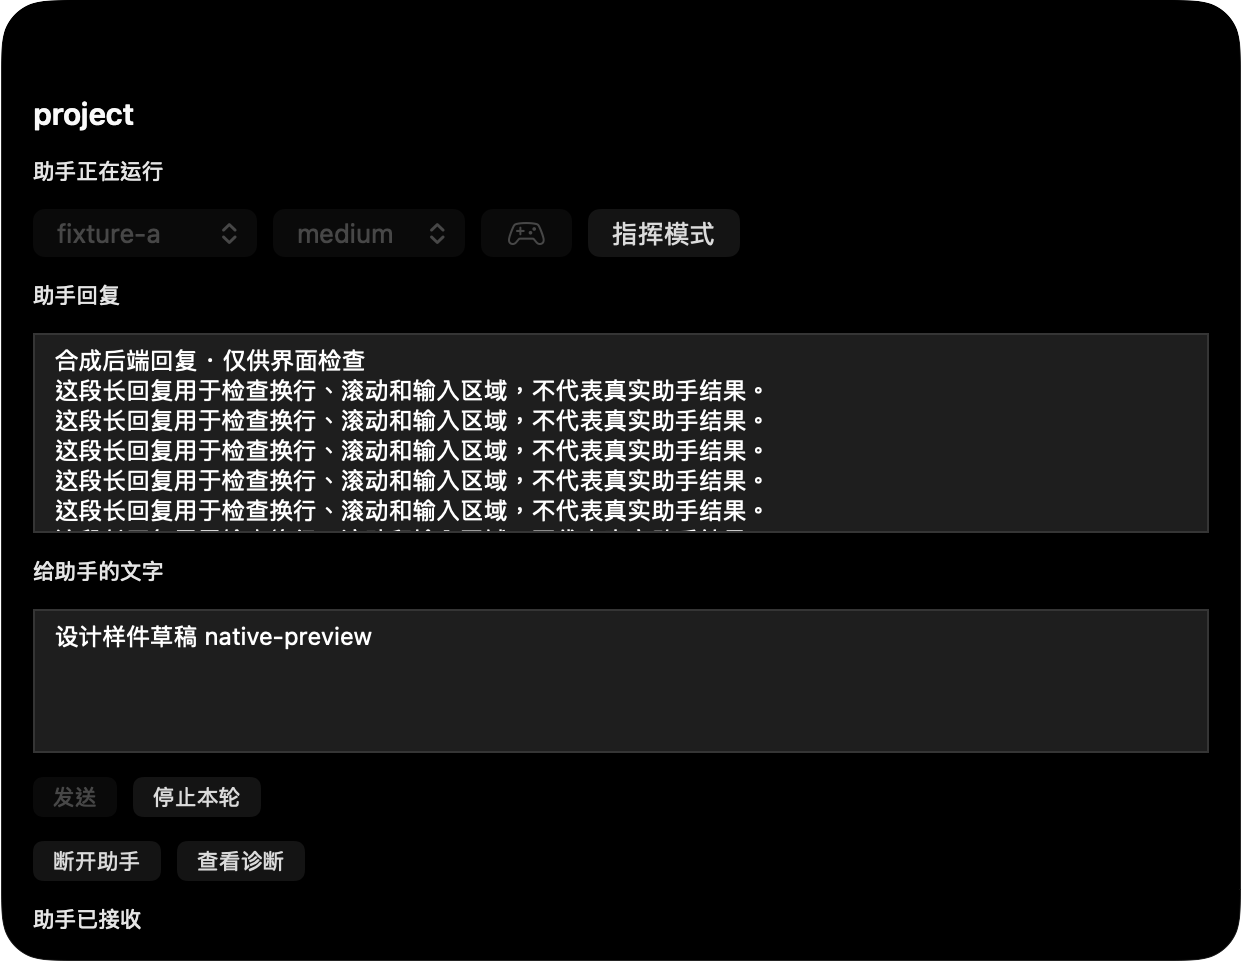 project
助手正在运行
fixture-a
medium
指挥模式
助手回复
合成后端回复 · 仅供界面检查
这段长回复用于检查换行、滚动和输入区域，不代表真实助手结果。
这段长回复用于检查换行、滚动和输入区域，不代表真实助手结果。
这段长回复用于检查换行、滚动和输入区域，不代表真实助手结果。
这段长回复用于检查换行、滚动和输入区域，不代表真实助手结果。
这段长回复用于检查换行、滚动和输入区域，不代表真实助手结果。
给助手的文字
设计样件草稿 native-preview
发送
停止本轮
断开助手
查看诊断
助手已接收